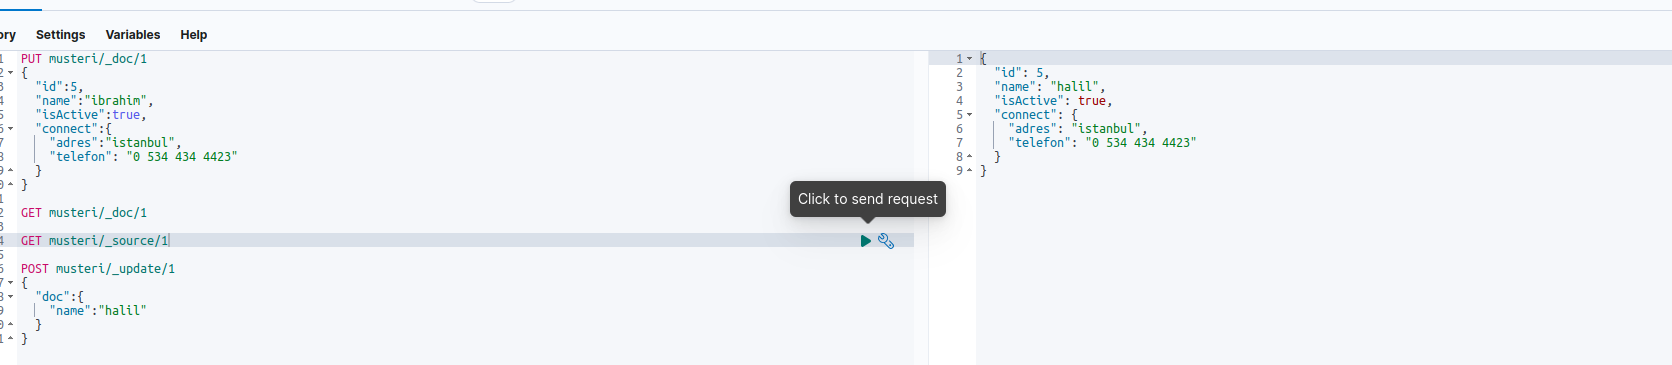 ory Settings Variables Help
1 PUT musteri/_doc/1
2 {
3 "id":5,
4 "name":"ibrahim",
5 "isActive":true,
6 "connect":{
7 "adres":"istanbul",
8 "telefon": "0 534 434 4423"
9 }
0 }
1
2 GET musteri/_doc/1
3
4 GET musteri/_source/1
5
6 POST musteri/_update/1
7 {
8 "doc":{
9 "name":"halil"
0 }
1 }
Click to send request
1 {
2 "id": 5,
3 "name": "halil",
4 "isActive": true,
5 "connect": {
6 "adres": "istanbul",
7 "telefon": "0 534 434 4423"
8 }
9 }